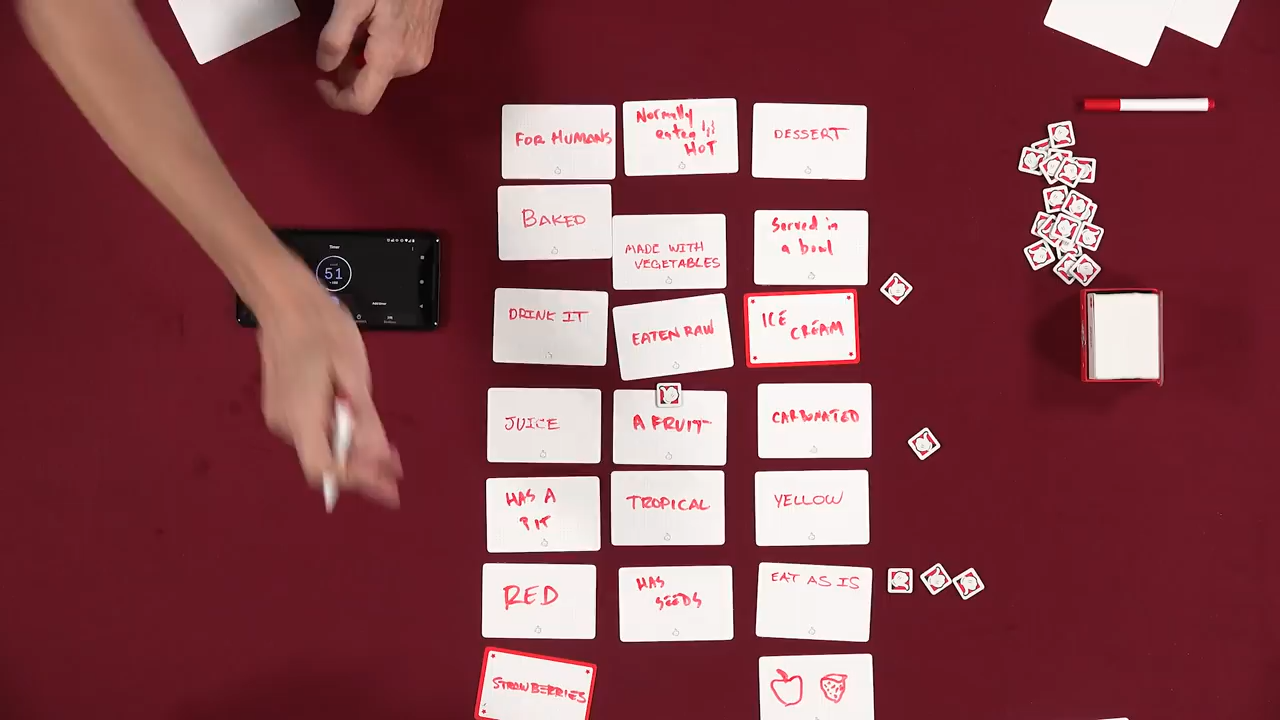 FOR HUMANS
Normally
eaten
HOT
DESSERT
BAKED
MADE WITH
VEGETABLES
Served in
a bowl
Timer
51
DRINK IT
EATEN RAW
ICE
CREAM
JUICE
A FRUIT
CARBONATED
HAS A
PIT
TROPICAL
YELLOW
RED
HAS
SEEDS
EAT AS IS
STRAWBERRIES